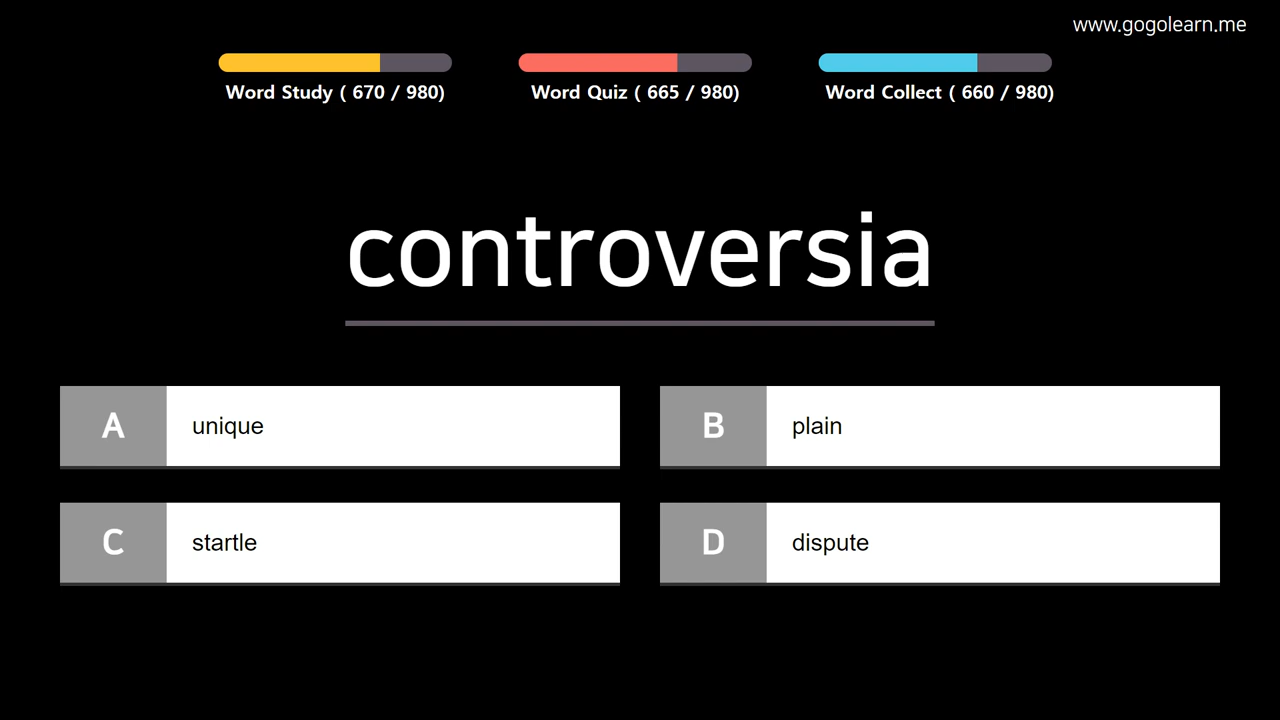 www.gogolearn.me
Word Study ( 670 / 980)
Word Quiz ( 665 / 980)
Word Collect ( 660 / 980)
controversia
A unique
B plain
C startle
D dispute